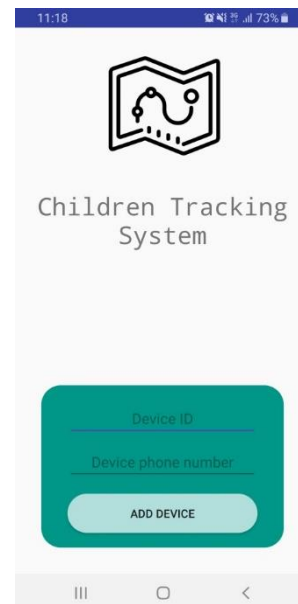 11:18 73%
Children Tracking
System
Device ID
Device phone number
ADD DEVICE